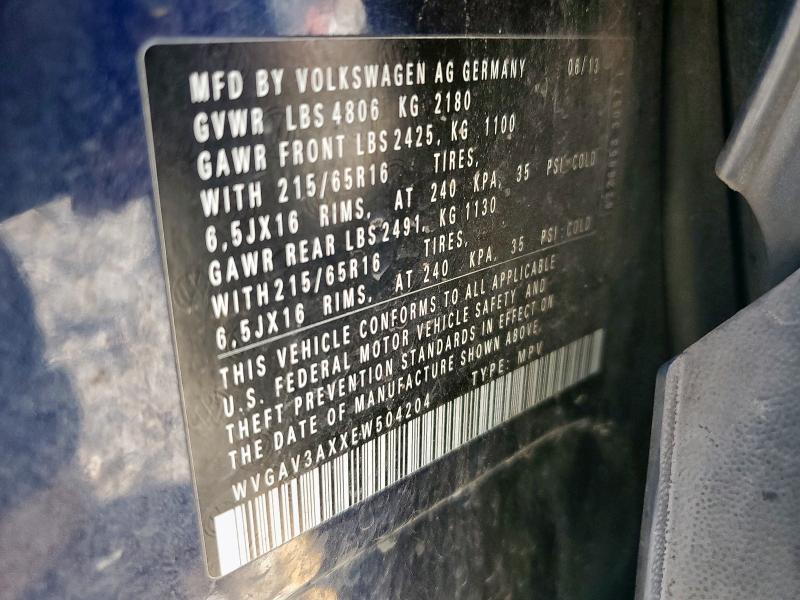 MFD BY VOLKSWAGEN AG GERMANY 06/13
GVWR LBS 4806 KG 2180
GAWR FRONT LBS 2425, KG 1100
WITH 215/65R16 TIRES,
6,5JX16 RIMS, AT 240 KPA, 35 PSI COLD
GAWR REAR LBS 2491, KG 1130
WITH 215/65R16 TIRES,
6,5JX16 RIMS, AT 240 KPA, 35 PSI COLD
THIS VEHICLE CONFORMS TO ALL APPLICABLE
U.S. FEDERAL MOTOR VEHICLE SAFETY AND
THEFT PREVENTION STANDARDS IN EFFECT ON
THE DATE OF MANUFACTURE SHOWN ABOVE.
WVGAV3AXXEW504204 TYPE: MPV